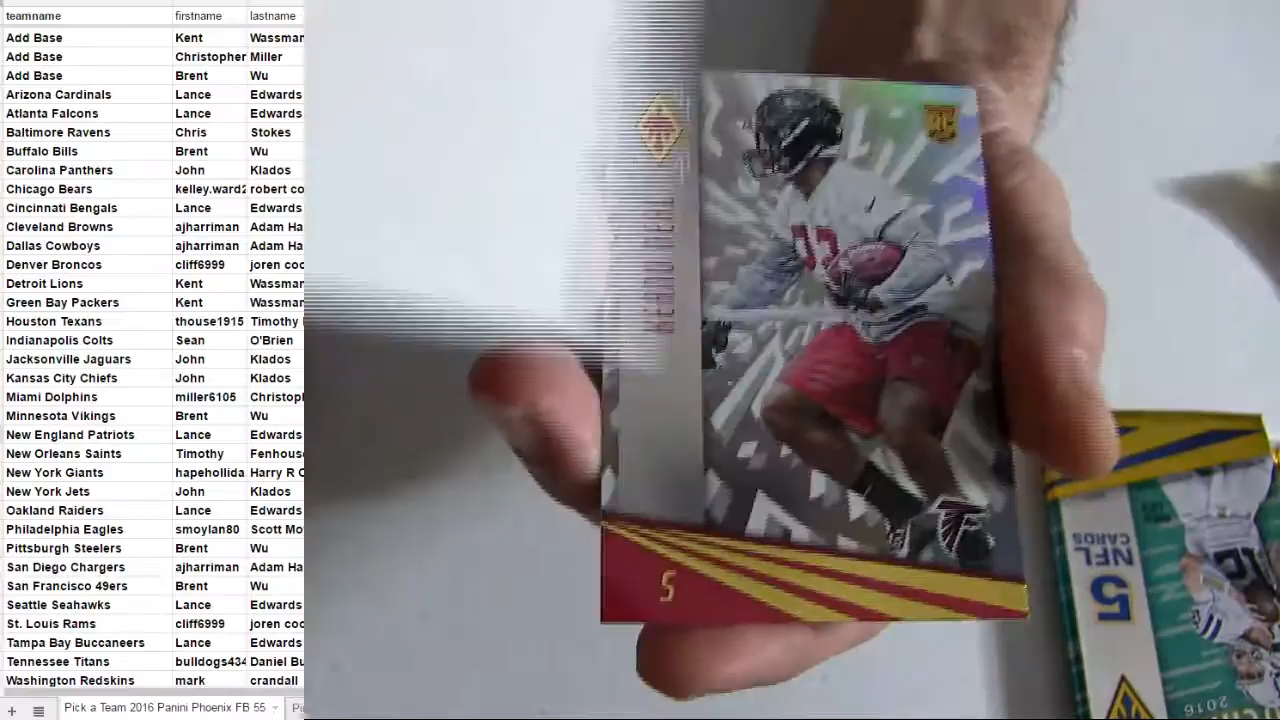 teamname firstname lastname
Add Base Kent Wassman
Add Base Christopher Miller
Add Base Brent Wu
Arizona Cardinals Lance Edwards
Atlanta Falcons Lance Edwards
Baltimore Ravens Chris Stokes
Buffalo Bills Brent Wu
Carolina Panthers John Klados
Chicago Bears kelley.ward2 robert co
Cincinnati Bengals Lance Edwards
Cleveland Browns ajharriman Adam Ha
Dallas Cowboys ajharriman Adam Ha
Denver Broncos cliff6999 joren coo
Detroit Lions Kent Wassman
Green Bay Packers Kent Wassman
Houston Texans thouse1915 Timothy
Indianapolis Colts Sean O'Brien
Jacksonville Jaguars John Klados
Kansas City Chiefs John Klados
Miami Dolphins miller6105 Christoph
Minnesota Vikings Brent Wu
New England Patriots Lance Edwards
New Orleans Saints Timothy Fenhouse
New York Giants hapehollida Harry R C
New York Jets John Klados
Oakland Raiders Lance Edwards
Philadelphia Eagles smoylan80 Scott Mo
Pittsburgh Steelers Brent Wu
San Diego Chargers ajharriman Adam Ha
San Francisco 49ers Brent Wu
Seattle Seahawks Lance Edwards
St. Louis Rams cliff6999 joren coo
Tampa Bay Buccaneers Lance Edwards
Tennessee Titans bulldogs434 Daniel Bu
Washington Redskins mark crandall
Pick a Team 2016 Panini Phoenix FB 55
S
5
NFL
CARDS
2016